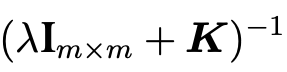 (λI_{m×m} + K)^{-1}